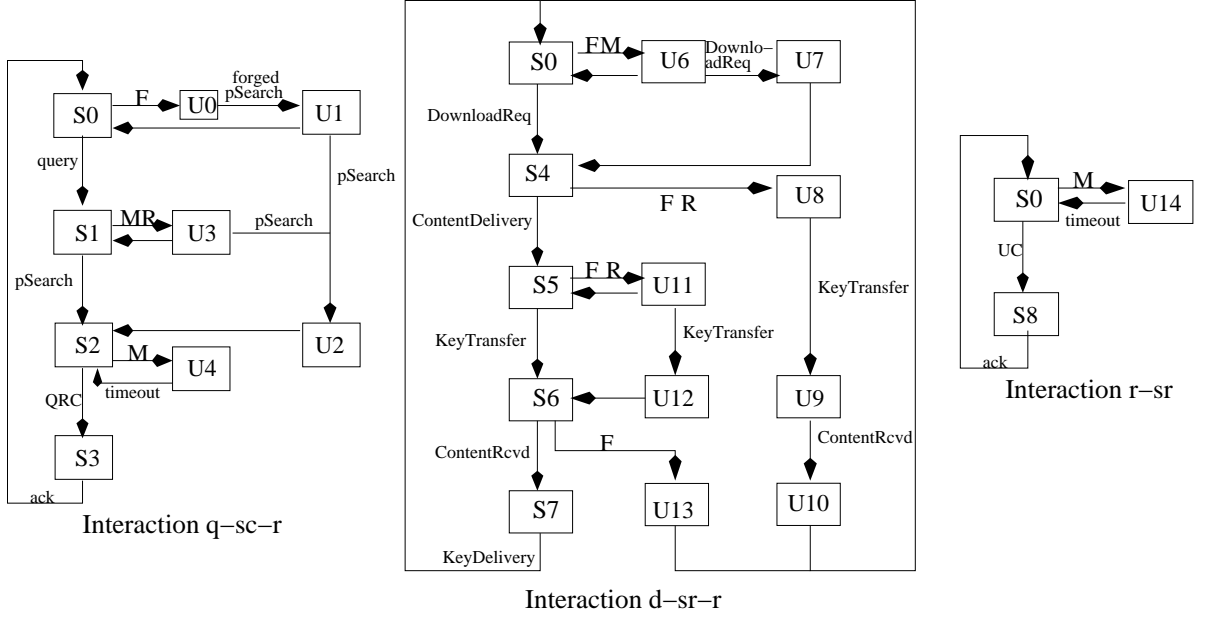 S0
F
U0
forged
pSearch
U1
query
pSearch
S1
MR
U3
pSearch
pSearch
S2
M
U4
timeout
U2
QRC
S3
ack
Interaction q−sc−r
S0
FM
U6
Downlo−
adReq
U7
DownloadReq
S4
F R
U8
ContentDelivery
S5
F R
U11
KeyTransfer
KeyTransfer
KeyTransfer
S6
U12
U9
ContentRcvd
F
ContentRcvd
S7
U13
U10
KeyDelivery
Interaction d−sr−r
S0
M
U14
timeout
UC
S8
ack
Interaction r−sr